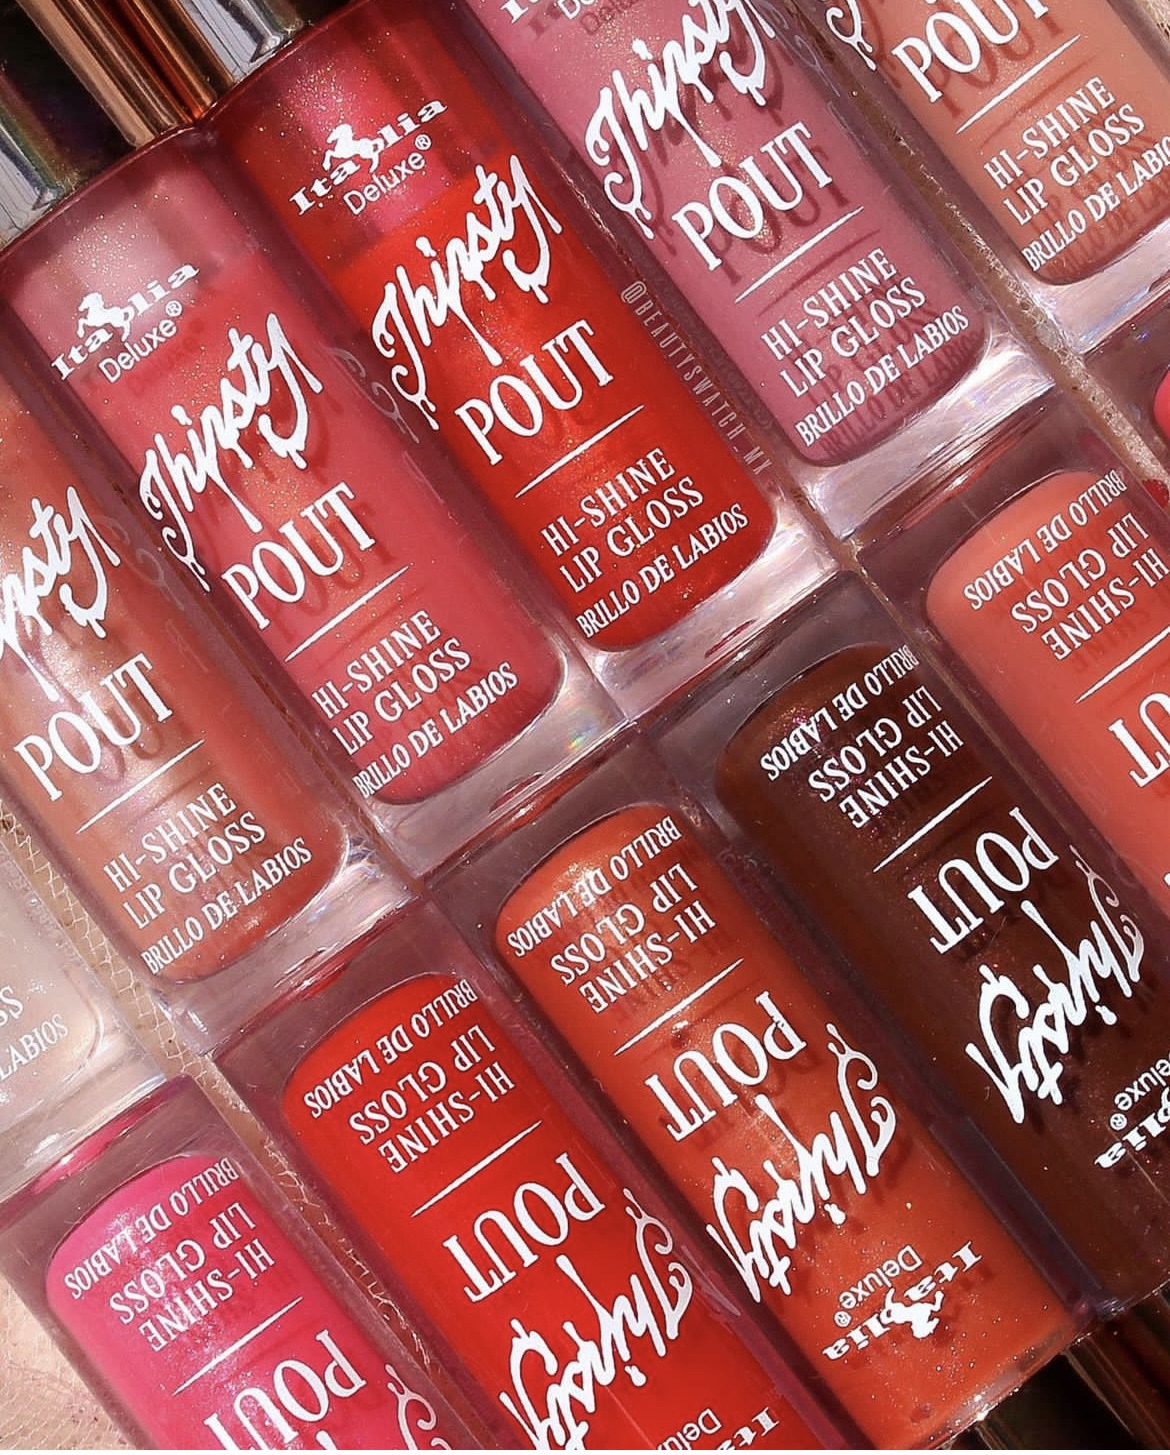 Italia
Deluxe®
Thirsty
POUT
HI-SHINE
LIP GLOSS
BRILLO DE LABIOS
Italia
Deluxe®
Thirsty
POUT
HI-SHINE
LIP GLOSS
BRILLO DE LABIOS
Deluxe
Thirsty
POUT
HI-SHINE
LIP GLOSS
BRILLO DE LABIOS
POUT
HI-SHINE
LIP GLOSS
BRILLO DE LABIOS
@BEAUTYSWATCH_MX
POUT
HI-SHINE
LIP GLOSS
BRILLO DE LABIOS
LABIOS
BRILLO DE LABIOS
LIP GLOSS
HI-SHINE
BRILLO DE LABIOS
LIP GLOSS
HI-SHINE
POUT
Thirsty
Italia
Deluxe®
BRILLO DE LABIOS
LIP GLOSS
HI-SHINE
POUT
Thirsty
Italia
Deluxe®
BRILLO DE LABIOS
LIP GLOSS
HI-SHINE
POUT
Thirsty
Deluxe
BRILLO DE LABIOS
LIP GLOSS
HI-SHINE
POUT